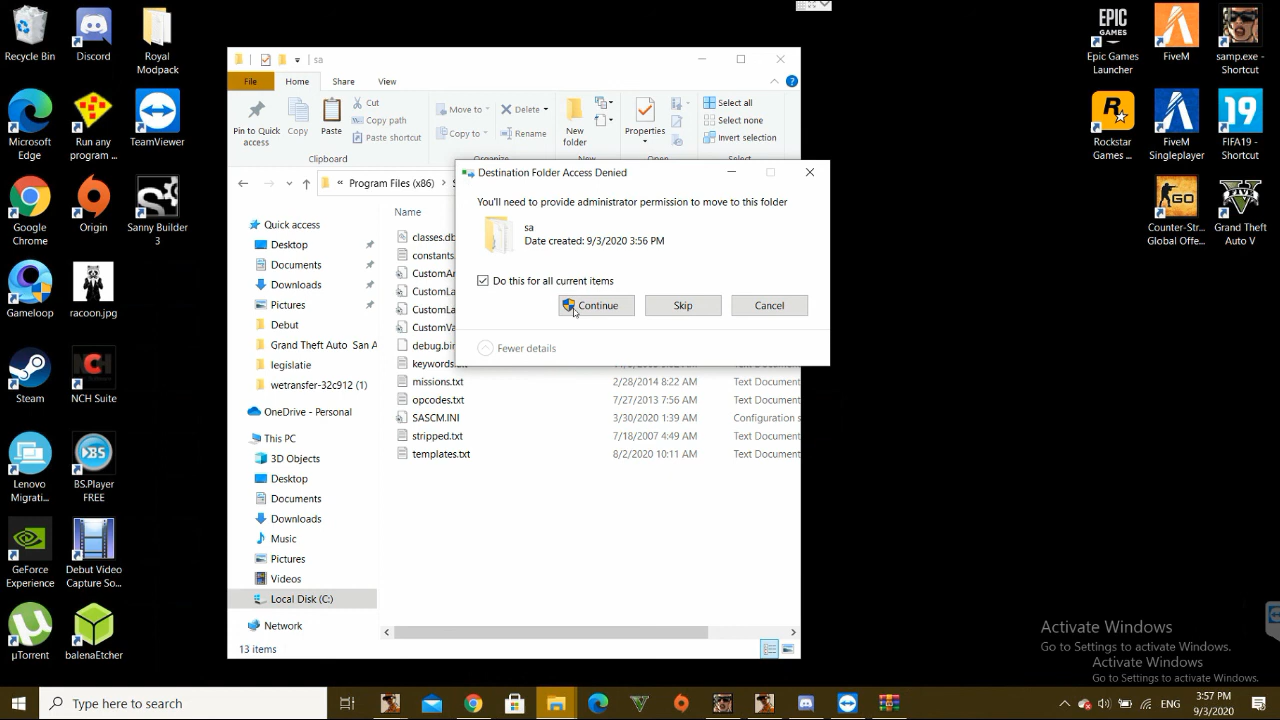 Recycle Bin
Discord
Royal
Modpack
Microsoft
Edge
Run any
program ...
TeamViewer
Google
Chrome
Origin
Sanny Builder
3
Gameloop
racoon.jpg
Steam
NCH Suite
Lenovo
Migrati...
BS.Player
FREE
GeForce
Experience
Debut Video
Capture So...
µTorrent
balenaEtcher
sa
File
Home
Share
View
Pin to Quick
access
Copy
Paste
Cut
Copy path
Paste shortcut
Clipboard
Move to
Copy to
Delete
Rename
Organize
New
folder
New
Properties
Open
Select all
Select none
Invert selection
Select
« Program Files (x86) >
Quick access
Desktop
Documents
Downloads
Pictures
Debut
Grand Theft Auto San A
legislatie
wetransfer-32c912 (1)
OneDrive - Personal
This PC
3D Objects
Desktop
Documents
Downloads
Music
Pictures
Videos
Local Disk (C:)
Network
13 items
Name
classes.db
constants
CustomAr
CustomLa
CustomLa
CustomVa
debug.bin
keywords
missions.txt 2/28/2014 8:22 AM Text Document
opcodes.txt 7/27/2013 7:56 AM Text Document
SASCM.INI 3/30/2020 1:39 AM Configuration s
stripped.txt 7/18/2007 4:49 AM Text Document
templates.txt 8/2/2020 10:11 AM Text Document
Destination Folder Access Denied
You'll need to provide administrator permission to move to this folder
sa
Date created: 9/3/2020 3:56 PM
Do this for all current items
Continue
Skip
Cancel
Fewer details
Epic Games
Launcher
FiveM
samp.exe -
Shortcut
Rockstar
Games ...
FiveM
Singleplayer
FIFA19 -
Shortcut
Counter-Str...
Global Offe...
Grand Theft
Auto V
Activate Windows
Go to Settings to activate Windows.
Activate Windows
Go to Settings to activate Windows.
Type here to search
ENG
3:57 PM
9/3/2020